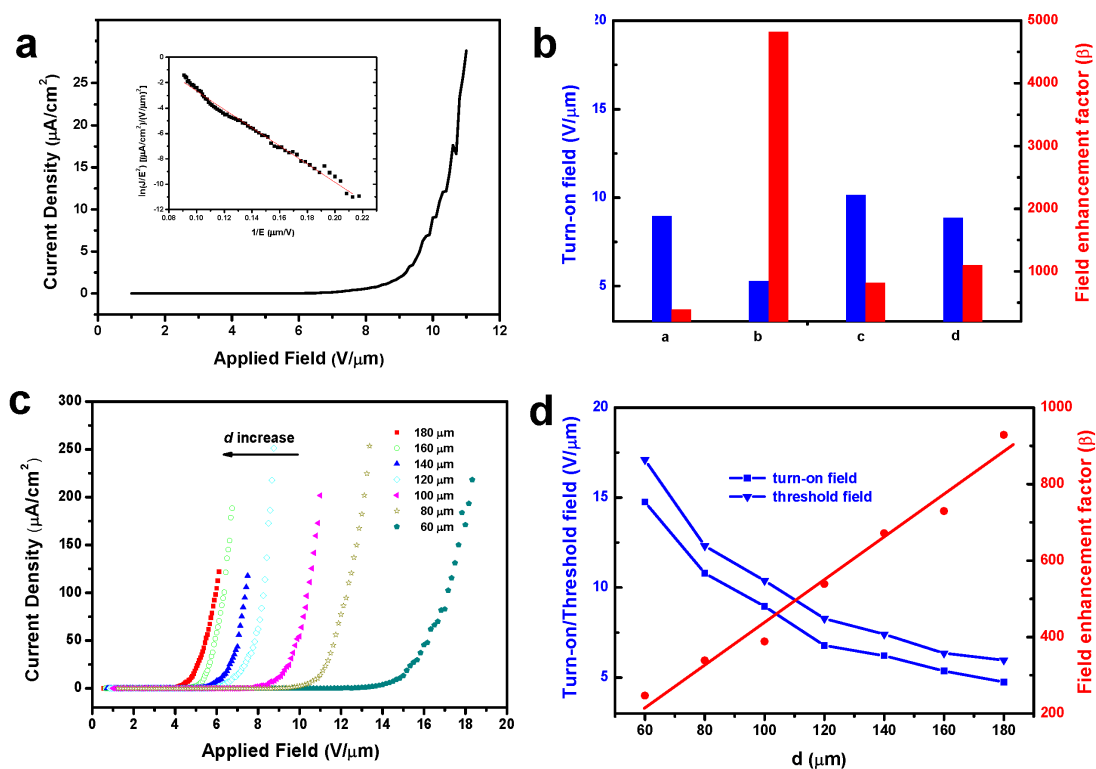 a
Current Density (μA/cm²)
30
25
20
15
10
5
0
0 2 4 6 8 10 12
Applied Field (V/μm)
ln(J/E²) [(μA/cm²)/(V/μm)²]
0
-2
-4
-6
-8
-10
-12
0.08 0.10 0.12 0.14 0.16 0.18 0.20 0.22
1/E (μm/V)
b
Turn-on field (V/μm)
20
15
10
5
a b c d
5000
4000
3000
2000
1000
Field enhancement factor (β)
c
Current Density (μA/cm²)
300
250
200
150
100
50
0
0 2 4 6 8 10 12 14 16 18 20
Applied Field (V/μm)
d increase
180 μm
160 μm
140 μm
120 μm
100 μm
80 μm
60 μm
d
Turn-on/Threshold field (V/μm)
20
15
10
5
turn-on field
threshold field
60 80 100 120 140 160 180
d (μm)
1000
800
600
400
200
Field enhancement factor (β)